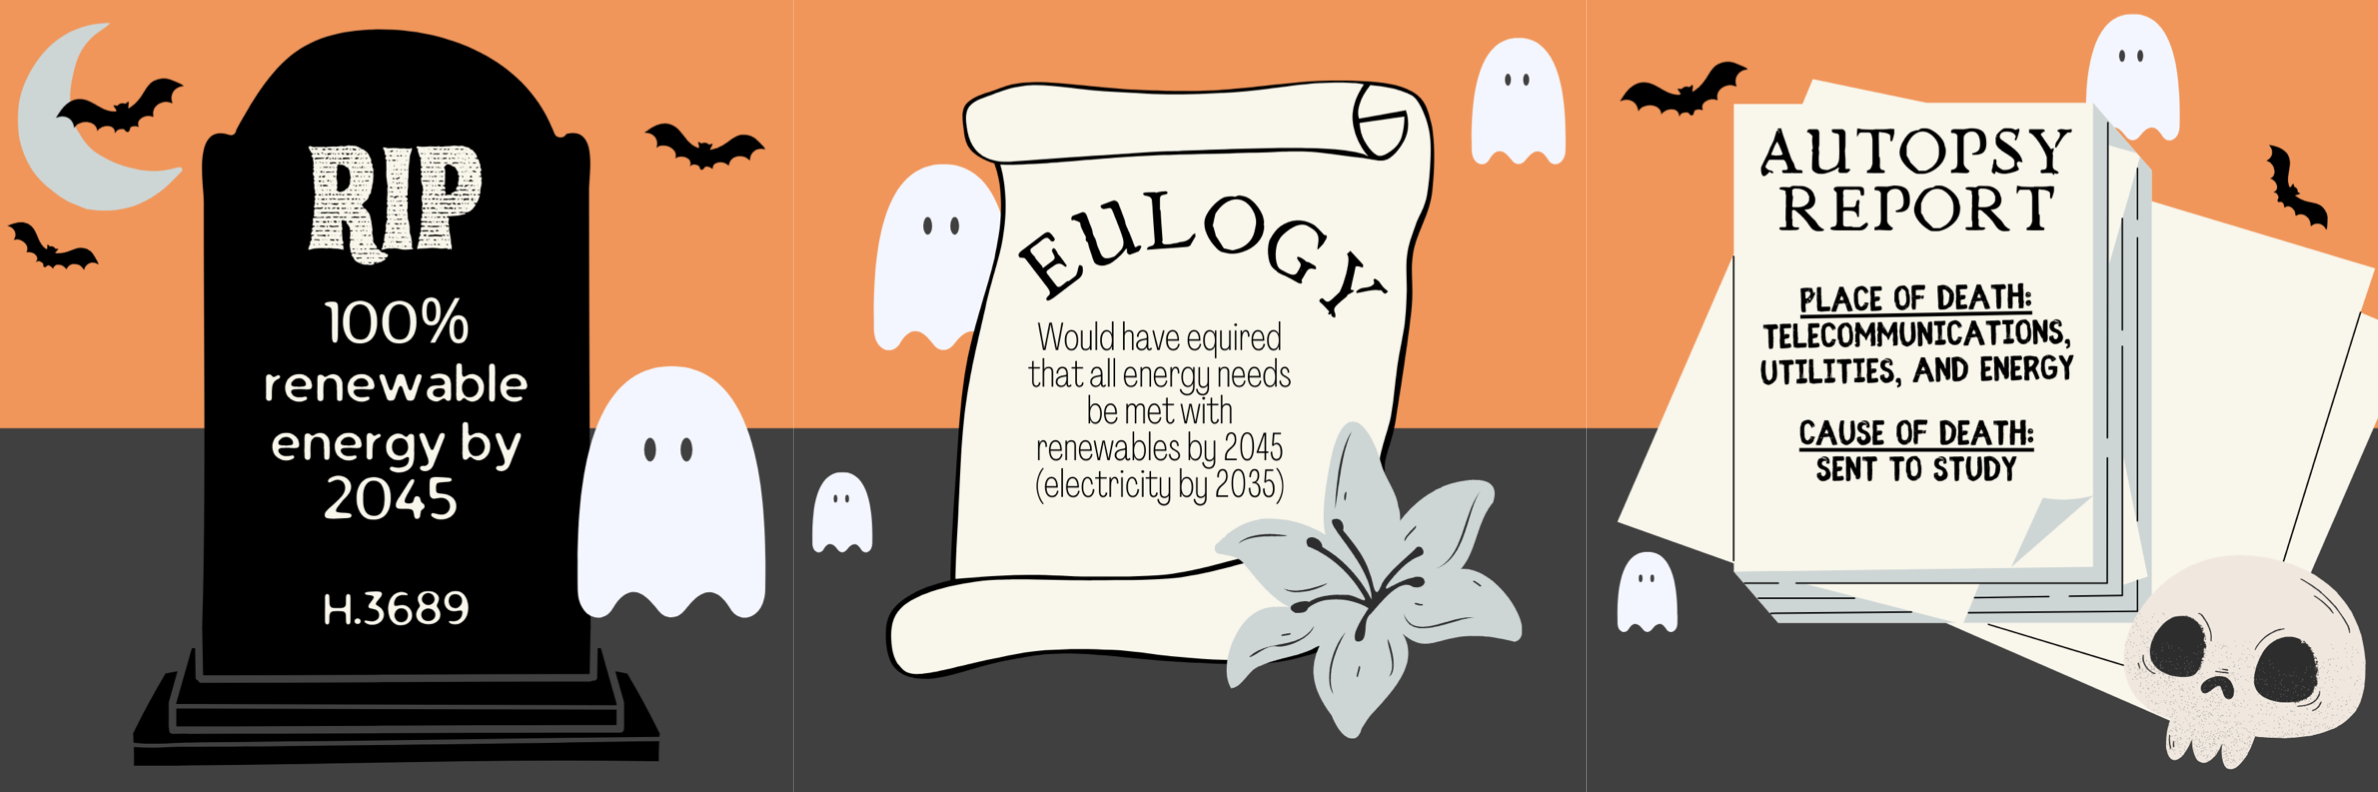 RIP
100%
renewable
energy by
2045
H.3689
EULOGY
Would have equired
that all energy needs
be met with
renewables by 2045
(electricity by 2035)
AUTOPSY
REPORT
PLACE OF DEATH:
TELECOMMUNICATIONS,
UTILITIES, AND ENERGY
CAUSE OF DEATH:
SENT TO STUDY